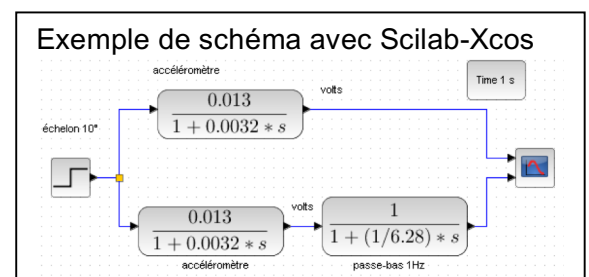 Exemple de schéma avec Scilab-Xcos
accéléromètre
Time 1 s
volts
0.013
1 + 0.0032 * s
échelon 10°
volts
0.013
1 + 0.0032 * s
1
1 + (1/6.28) * s
accéléromètre
passe-bas 1Hz